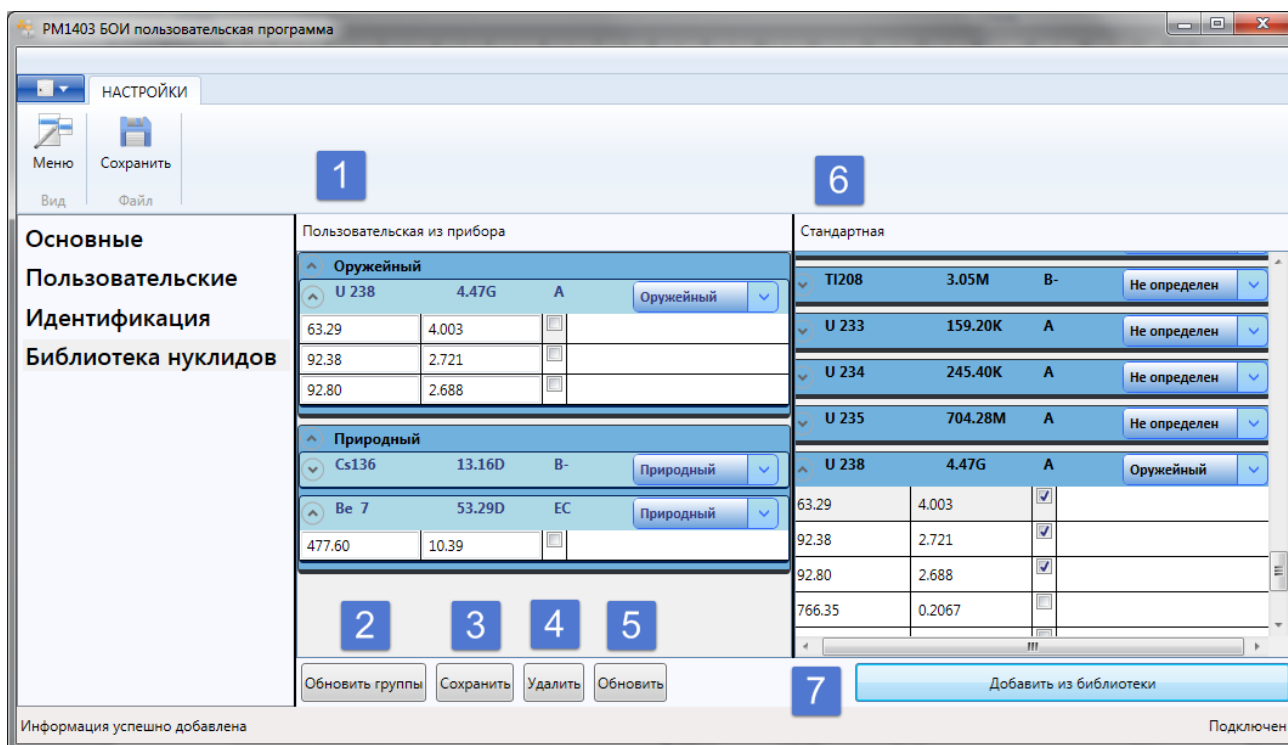 РМ1403 БОИ пользовательская программа
НАСТРОЙКИ
Меню
Сохранить
Вид
Файл
1
6
Основные
Пользовательские
Идентификация
Библиотека нуклидов
Пользовательская из прибора
Оружейный
U 238 4.47G A Оружейный
63.29 4.003
92.38 2.721
92.80 2.688
Природный
Cs136 13.16D B- Природный
Be 7 53.29D EC Природный
477.60 10.39
2
3
4
5
Обновить группы
Сохранить
Удалить
Обновить
Стандартная
Tl208 3.05M B- Не определен
U 233 159.20K A Не определен
U 234 245.40K A Не определен
U 235 704.28M A Не определен
U 238 4.47G A Оружейный
63.29 4.003
92.38 2.721
92.80 2.688
766.35 0.2067
7
Добавить из библиотеки
Информация успешно добавлена
Подключен